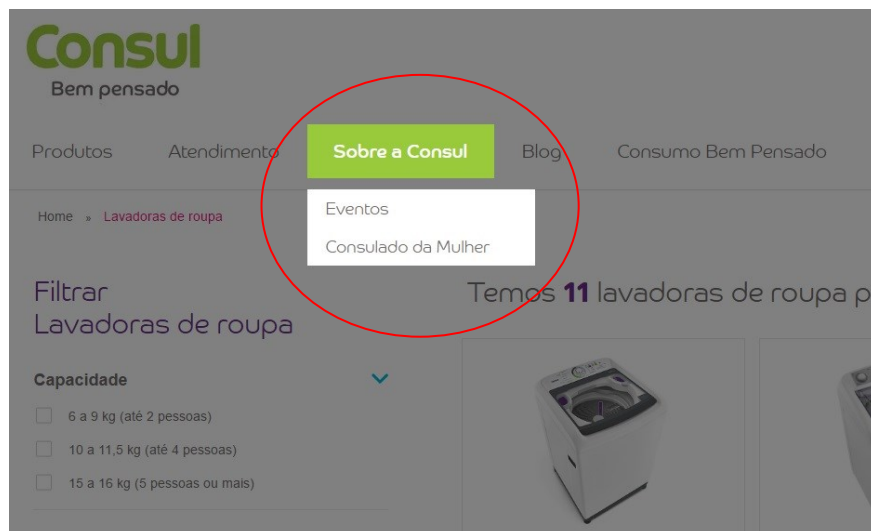 Consul
Bem pensado
Produtos Atendimento Sobre a Consul Blog Consumo Bem Pensado
Eventos
Consulado da Mulher
Home » Lavadoras de roupa
Filtrar
Lavadoras de roupa
Temos 11 lavadoras de roupa p
Capacidade
6 a 9 kg (até 2 pessoas)
10 a 11,5 kg (até 4 pessoas)
15 a 16 kg (5 pessoas ou mais)